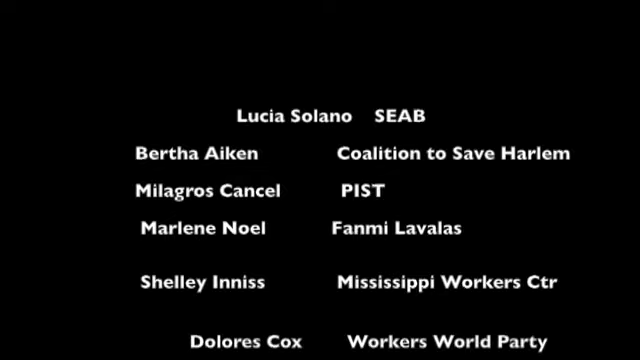 Lucia Solano SEAB
Bertha Aiken Coalition to Save Harlem
Milagros Cancel PIST
Marlene Noel Fanmi Lavalas
Shelley Inniss Mississippi Workers Ctr
Dolores Cox Workers World Party